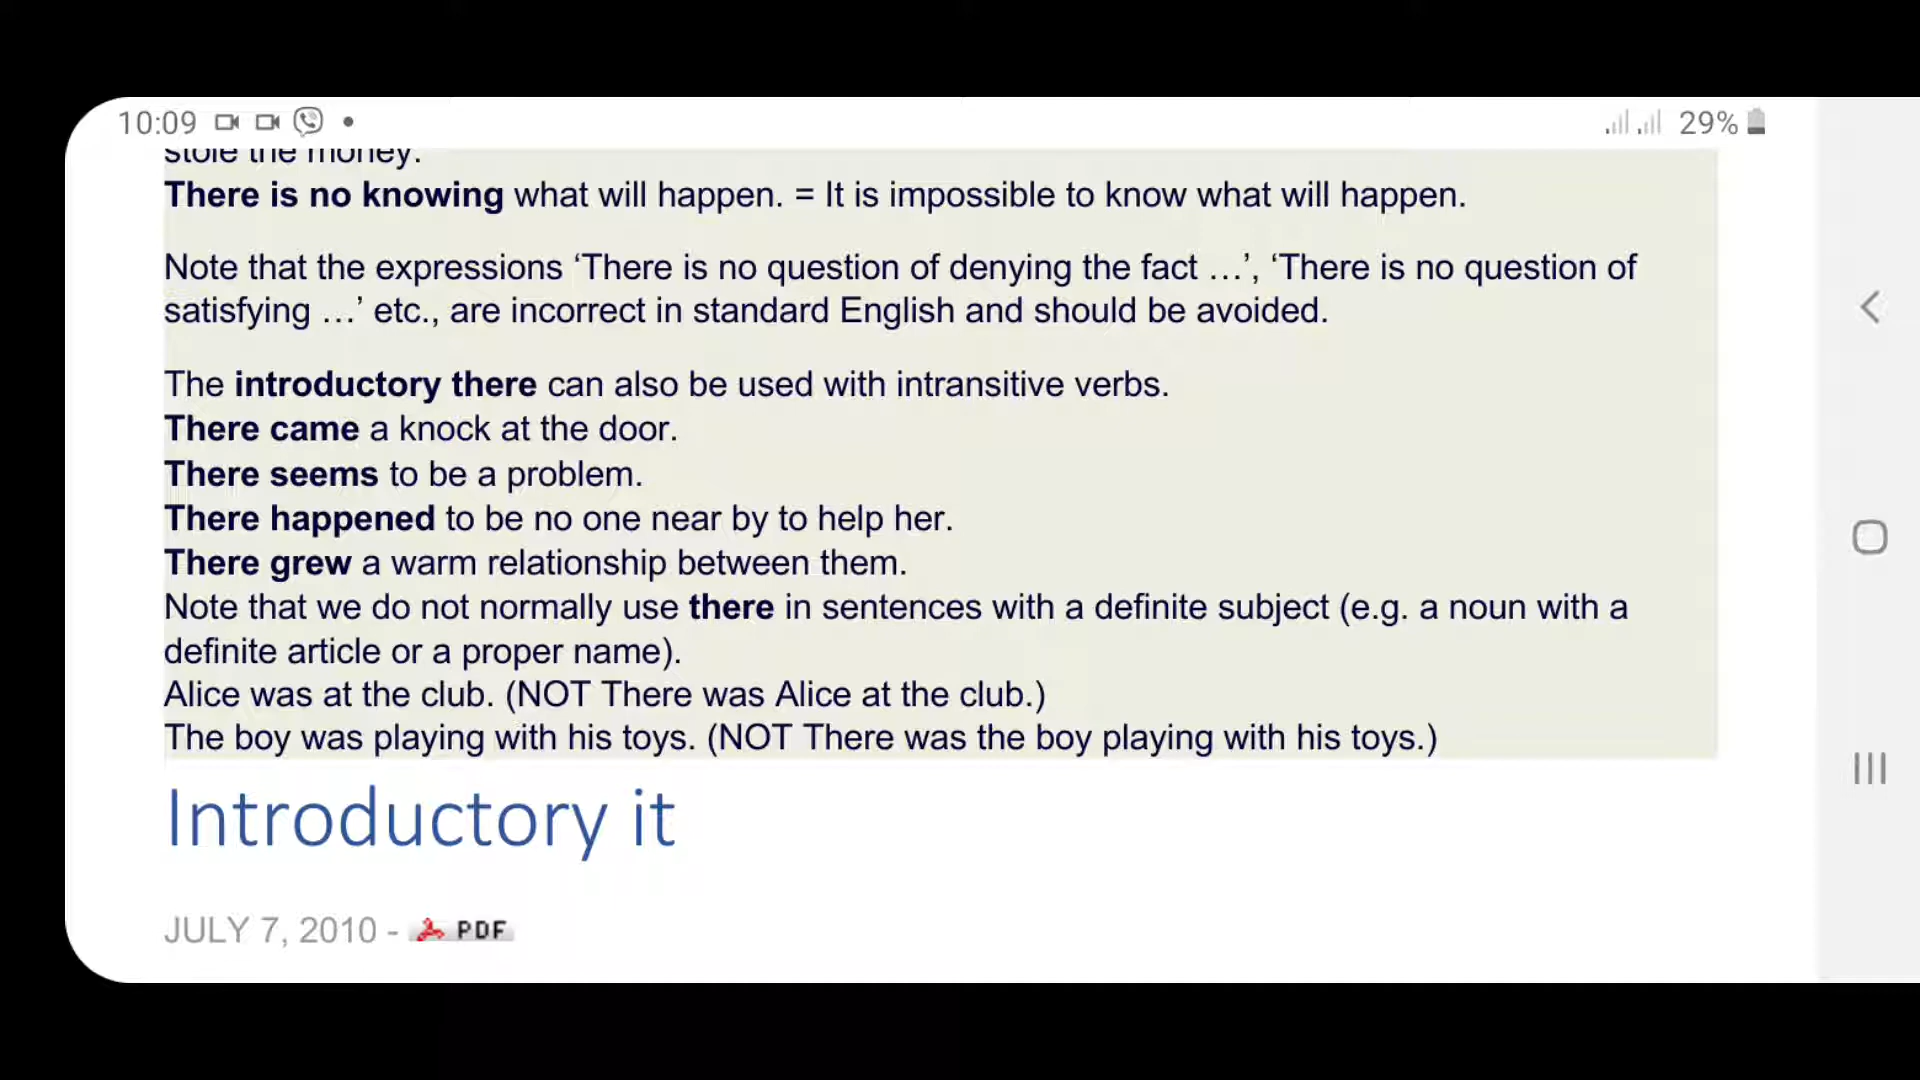 10:09
29%
stole the money.
There is no knowing what will happen. = It is impossible to know what will happen.
Note that the expressions ‘There is no question of denying the fact …’, ‘There is no question of
satisfying …’ etc., are incorrect in standard English and should be avoided.
The introductory there can also be used with intransitive verbs.
There came a knock at the door.
There seems to be a problem.
There happened to be no one near by to help her.
There grew a warm relationship between them.
Note that we do not normally use there in sentences with a definite subject (e.g. a noun with a
definite article or a proper name).
Alice was at the club. (NOT There was Alice at the club.)
The boy was playing with his toys. (NOT There was the boy playing with his toys.)
Introductory it
JULY 7, 2010 - PDF